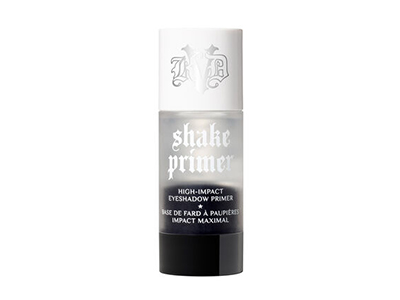 KVD
shake
primer
HIGH-IMPACT
EYESHADOW PRIMER
★
BASE DE FARD À PAUPIÈRES
IMPACT MAXIMAL